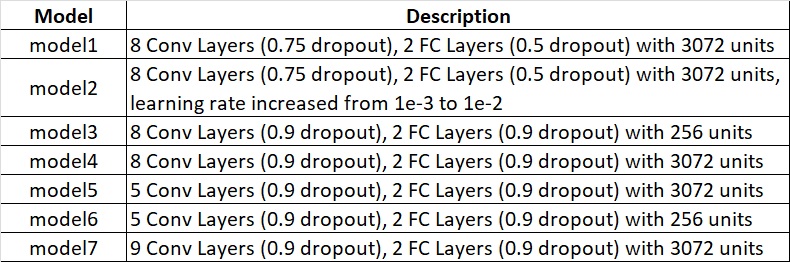 Model Description
model1 8 Conv Layers (0.75 dropout), 2 FC Layers (0.5 dropout) with 3072 units
model2 8 Conv Layers (0.75 dropout), 2 FC Layers (0.5 dropout) with 3072 units,
learning rate increased from 1e-3 to 1e-2
model3 8 Conv Layers (0.9 dropout), 2 FC Layers (0.9 dropout) with 256 units
model4 8 Conv Layers (0.9 dropout), 2 FC Layers (0.9 dropout) with 3072 units
model5 5 Conv Layers (0.9 dropout), 2 FC Layers (0.9 dropout) with 3072 units
model6 5 Conv Layers (0.9 dropout), 2 FC Layers (0.9 dropout) with 256 units
model7 9 Conv Layers (0.9 dropout), 2 FC Layers (0.9 dropout) with 3072 units